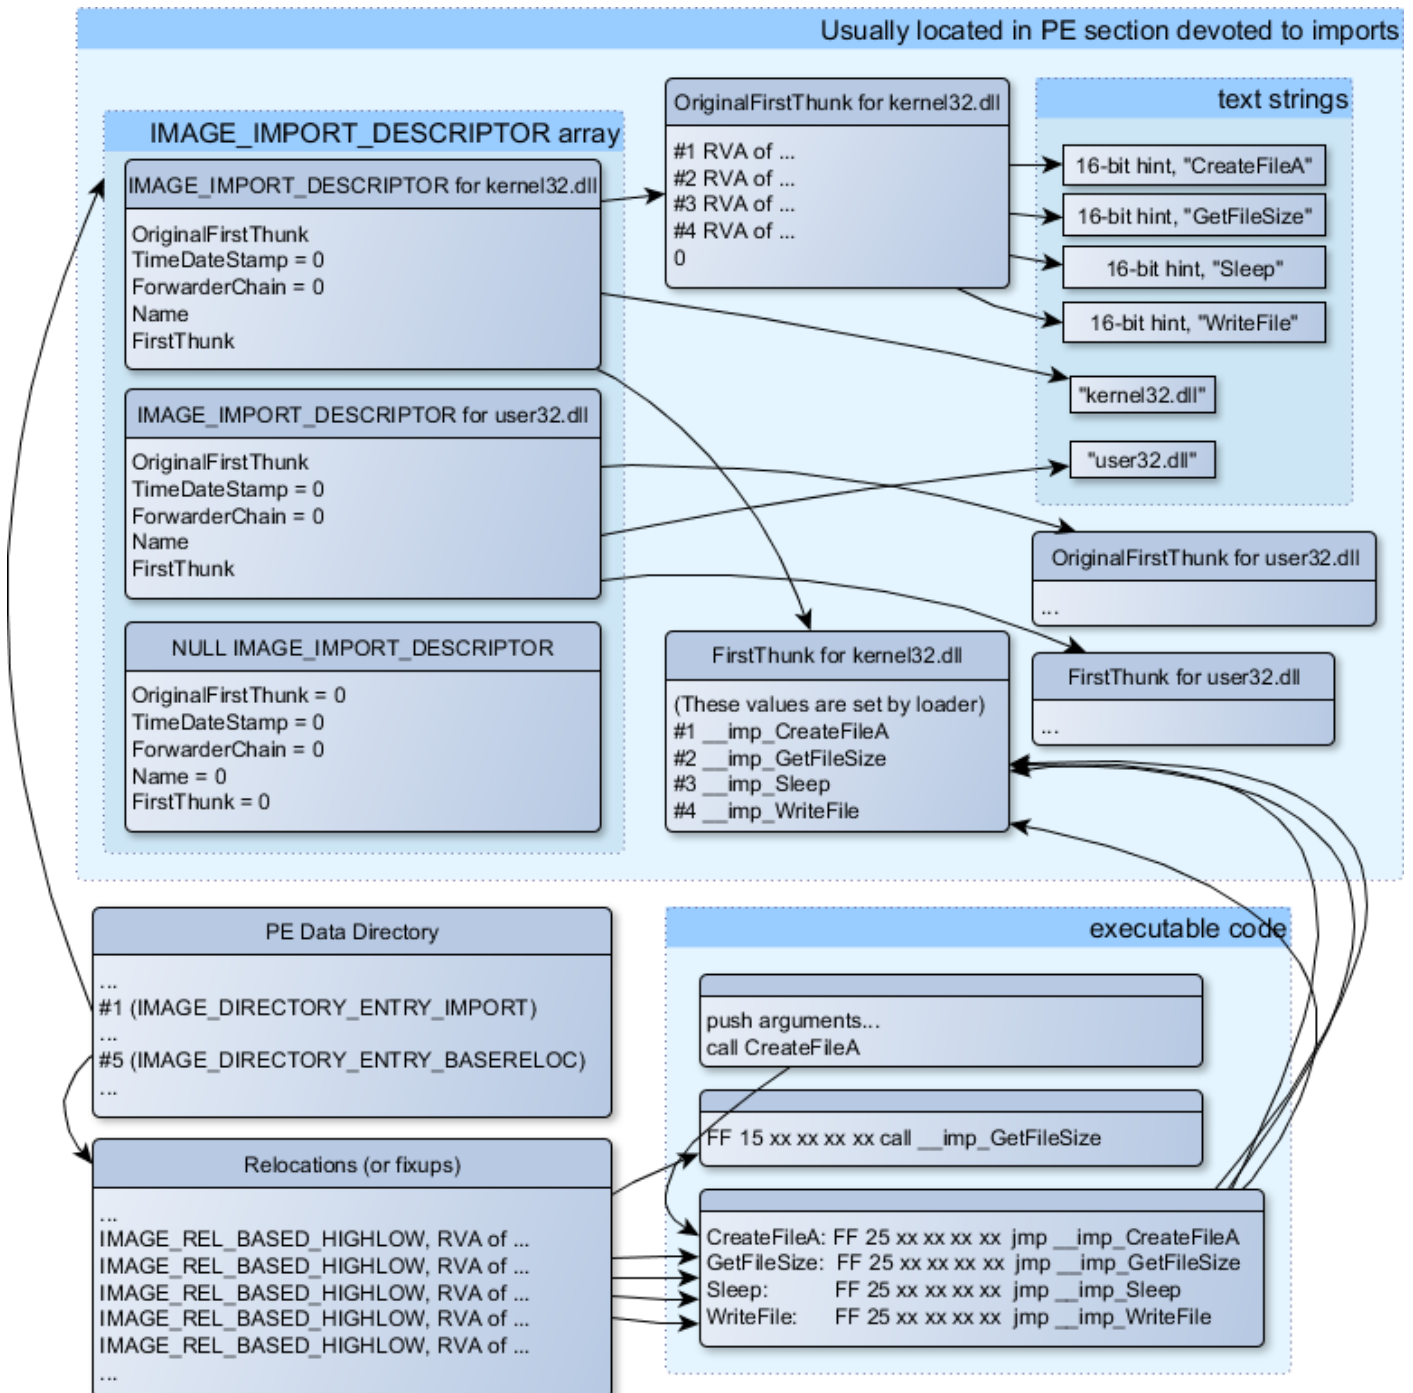 Usually located in PE section devoted to imports
IMAGE_IMPORT_DESCRIPTOR array
IMAGE_IMPORT_DESCRIPTOR for kernel32.dll
OriginalFirstThunk
TimeDateStamp = 0
ForwarderChain = 0
Name
FirstThunk
IMAGE_IMPORT_DESCRIPTOR for user32.dll
OriginalFirstThunk
TimeDateStamp = 0
ForwarderChain = 0
Name
FirstThunk
NULL IMAGE_IMPORT_DESCRIPTOR
OriginalFirstThunk = 0
TimeDateStamp = 0
ForwarderChain = 0
Name = 0
FirstThunk = 0
OriginalFirstThunk for kernel32.dll
#1 RVA of ...
#2 RVA of ...
#3 RVA of ...
#4 RVA of ...
0
text strings
16-bit hint, "CreateFileA"
16-bit hint, "GetFileSize"
16-bit hint, "Sleep"
16-bit hint, "WriteFile"
"kernel32.dll"
"user32.dll"
OriginalFirstThunk for user32.dll
...
FirstThunk for kernel32.dll
(These values are set by loader)
#1 __imp_CreateFileA
#2 __imp_GetFileSize
#3 __imp_Sleep
#4 __imp_WriteFile
FirstThunk for user32.dll
...
PE Data Directory
...
#1 (IMAGE_DIRECTORY_ENTRY_IMPORT)
...
#5 (IMAGE_DIRECTORY_ENTRY_BASERELOC)
...
Relocations (or fixups)
...
IMAGE_REL_BASED_HIGHLOW, RVA of ...
IMAGE_REL_BASED_HIGHLOW, RVA of ...
IMAGE_REL_BASED_HIGHLOW, RVA of ...
IMAGE_REL_BASED_HIGHLOW, RVA of ...
IMAGE_REL_BASED_HIGHLOW, RVA of ...
...
executable code
push arguments...
call CreateFileA
FF 15 xx xx xx xx call __imp_GetFileSize
CreateFileA: FF 25 xx xx xx xx jmp __imp_CreateFileA
GetFileSize: FF 25 xx xx xx xx jmp __imp_GetFileSize
Sleep: FF 25 xx xx xx xx jmp __imp_Sleep
WriteFile: FF 25 xx xx xx xx jmp __imp_WriteFile